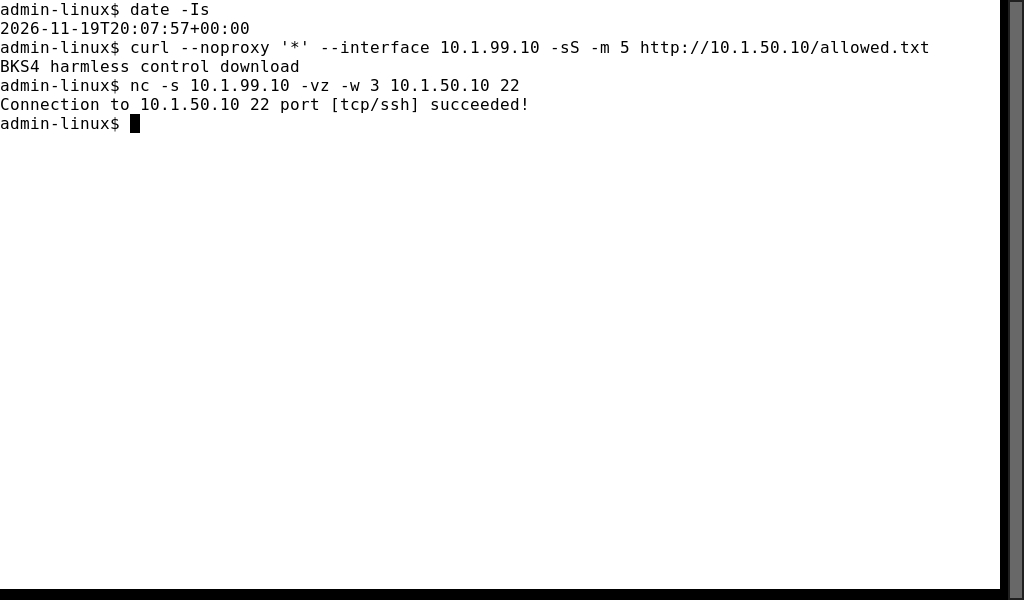 admin-linux$ date -Is
2026-11-19T20:07:57+00:00
admin-linux$ curl --noproxy '*' --interface 10.1.99.10 -sS -m 5 http://10.1.50.10/allowed.txt
BKS4 harmless control download
admin-linux$ nc -s 10.1.99.10 -vz -w 3 10.1.50.10 22
Connection to 10.1.50.10 22 port [tcp/ssh] succeeded!
admin-linux$